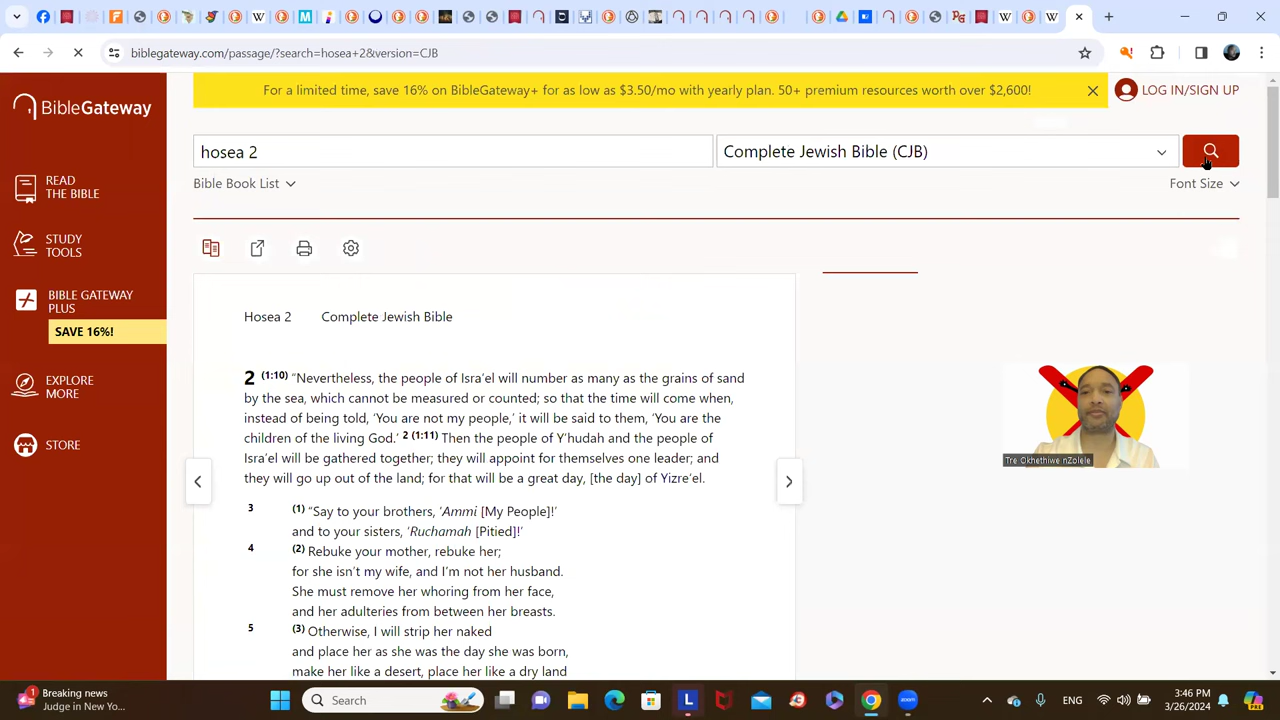 biblegateway.com/passage/?search=hosea+2&version=CJB
For a limited time, save 16% on BibleGateway+ for as low as $3.50/mo with yearly plan. 50+ premium resources worth over $2,600!
LOG IN/SIGN UP
BibleGateway
hosea 2
Complete Jewish Bible (CJB)
Bible Book List
Font Size
READ
THE BIBLE
STUDY
TOOLS
BIBLE GATEWAY
PLUS
SAVE 16%!
EXPLORE
MORE
STORE
Hosea 2 Complete Jewish Bible
2 (1:10) “Nevertheless, the people of Isra’el will number as many as the grains of sand
by the sea, which cannot be measured or counted; so that the time will come when,
instead of being told, ‘You are not my people,’ it will be said to them, ‘You are the
children of the living God.’ 2 (1:11) Then the people of Y’hudah and the people of
Isra’el will be gathered together; they will appoint for themselves one leader; and
they will go up out of the land; for that will be a great day, [the day] of Yizre’el.
3 (1) “Say to your brothers, ‘Ammi [My People]!’
and to your sisters, ‘Ruchamah [Pitied]!’
4 (2) Rebuke your mother, rebuke her;
for she isn’t my wife, and I’m not her husband.
She must remove her whoring from her face,
and her adulteries from between her breasts.
5 (3) Otherwise, I will strip her naked
and place her as she was the day she was born,
make her like a desert, place her like a dry land
Tre Okhethiwe nZolele
1
Breaking news
Judge in New Yo...
Search
ENG
3:46 PM
3/26/2024